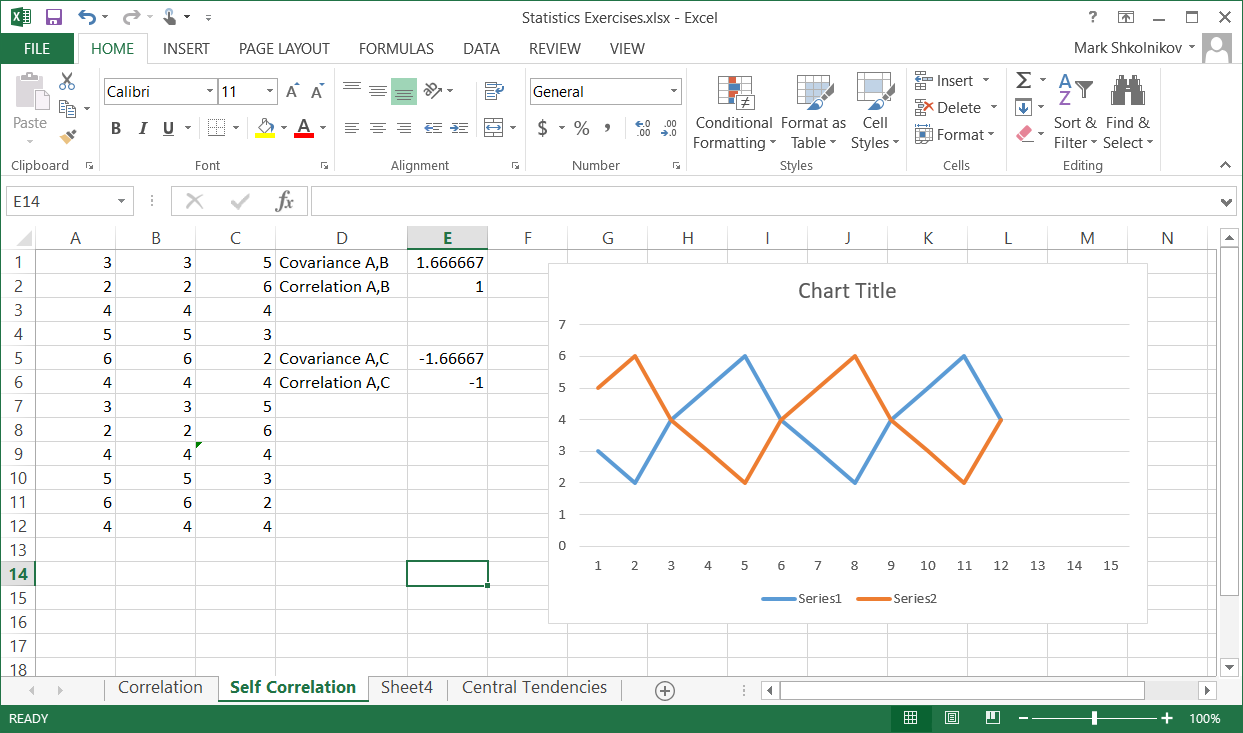 Statistics Exercises.xlsx - Excel
?
FILE HOME INSERT PAGE LAYOUT FORMULAS DATA REVIEW VIEW Mark Shkolnikov
Paste
Calibri 11 A A
B I U A
General
$ % , .00 .0
Conditional Formatting
Format as Table
Cell Styles
Insert
Delete
Format
Σ
A Z
Sort & Filter
Find & Select
Clipboard Font Alignment Number Styles Cells Editing
E14 fx
A B C D E F G H I J K L M N
1 3 3 5 Covariance A,B 1.666667
2 2 2 6 Correlation A,B 1
3 4 4 4
4 5 5 3
5 6 6 2 Covariance A,C -1.66667
6 4 4 4 Correlation A,C -1
7 3 3 5
8 2 2 6
9 4 4 4
10 5 5 3
11 6 6 2
12 4 4 4
13
14
15
16
17
18
Chart Title
7
6
5
4
3
2
1
0
1 2 3 4 5 6 7 8 9 10 11 12 13 14 15
Series1 Series2
Correlation Self Correlation Sheet4 Central Tendencies
READY 100%